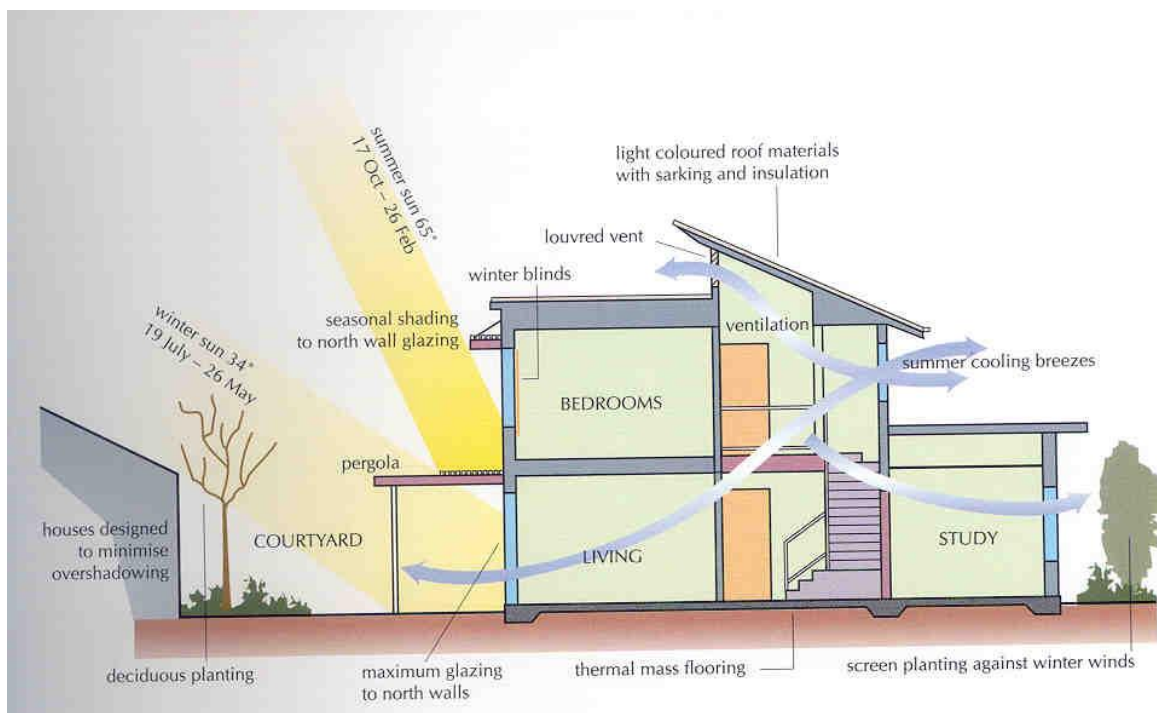 summer sun 65°
17 Oct – 26 Feb
light coloured roof materials
with sarking and insulation
louvred vent
winter blinds
winter sun 34°
19 July – 26 May
seasonal shading
to north wall glazing
ventilation
summer cooling breezes
BEDROOMS
pergola
houses designed
to minimise
overshadowing
COURTYARD
LIVING
STUDY
deciduous planting
maximum glazing
to north walls
thermal mass flooring
screen planting against winter winds